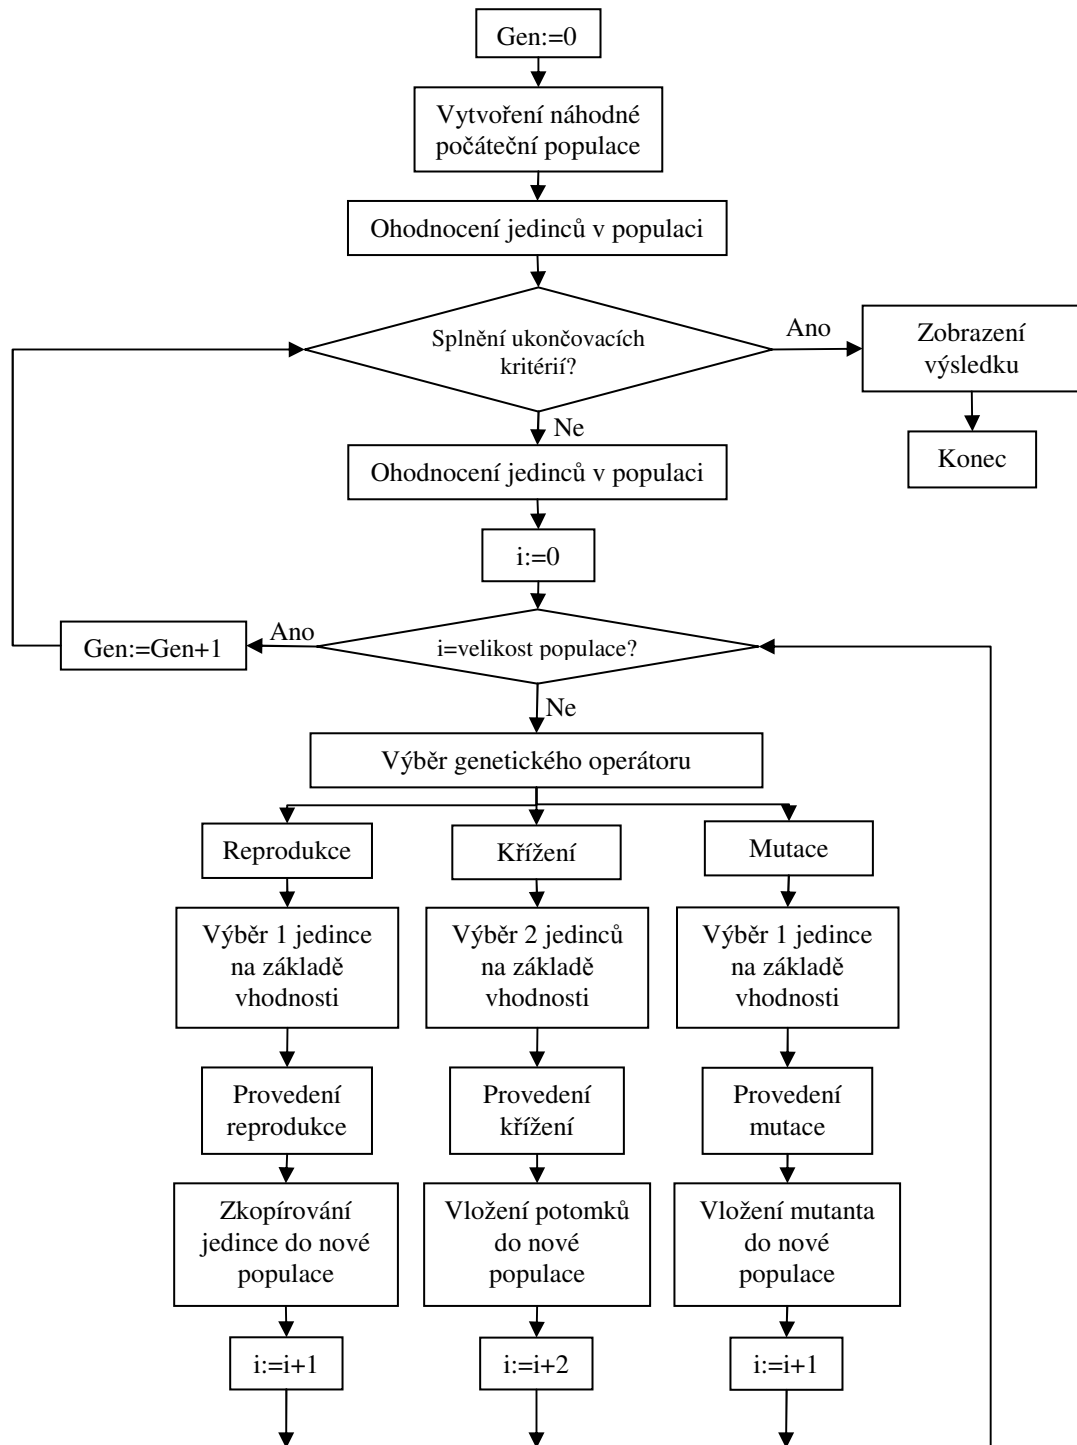 Gen:=0
Vytvoření náhodné
počáteční populace
Ohodnocení jedinců v populaci
Splnění ukončovacích
kritérií?
Ano
Zobrazení
výsledku
Konec
Ne
Ohodnocení jedinců v populaci
i:=0
i=velikost populace?
Ano
Gen:=Gen+1
Ne
Výběr genetického operátoru
Reprodukce
Výběr 1 jedince
na základě
vhodnosti
Provedení
reprodukce
Zkopírování
jedince do nové
populace
i:=i+1
Křížení
Výběr 2 jedinců
na základě
vhodnosti
Provedení
křížení
Vložení potomků
do nové
populace
i:=i+2
Mutace
Výběr 1 jedince
na základě
vhodnosti
Provedení
mutace
Vložení mutanta
do nové
populace
i:=i+1